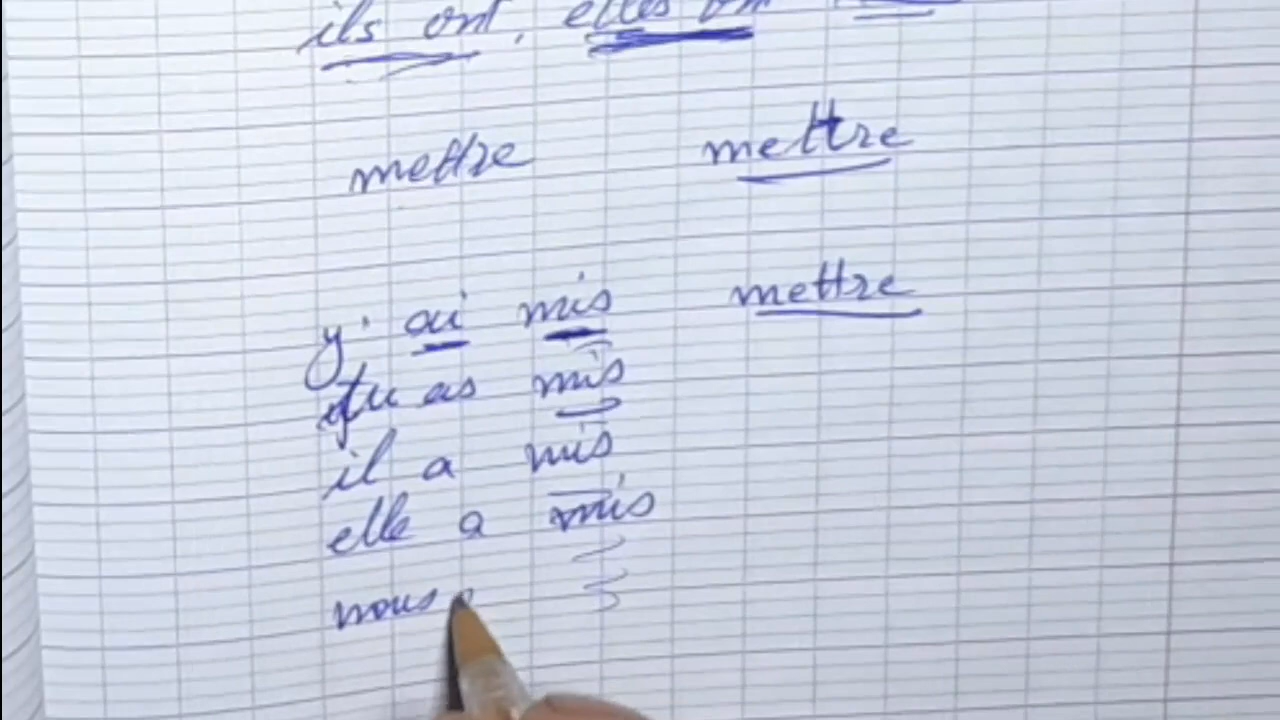 ils ont, elles ont
mettre mettre
j' ai mis mettre
tu as mis
il a mis
elle a mis
nous